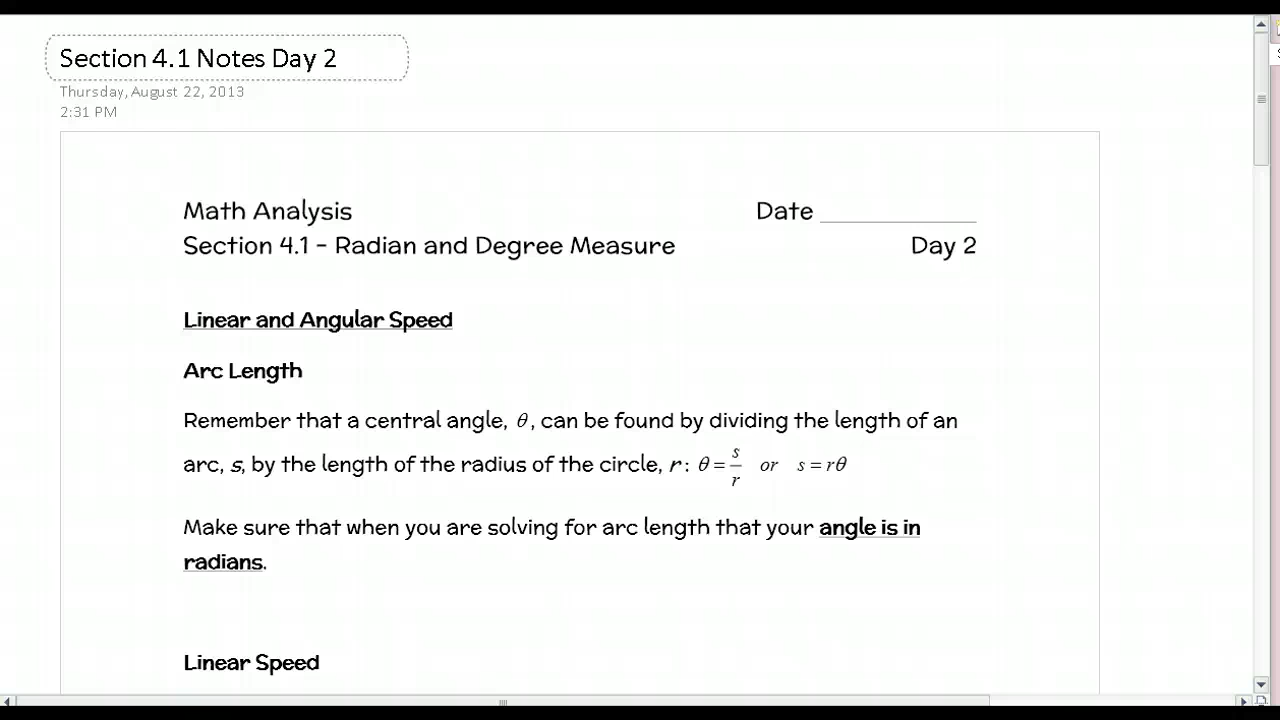 Section 4.1 Notes Day 2
Thursday, August 22, 2013
2:31 PM
Math Analysis Date ____________
Section 4.1 – Radian and Degree Measure Day 2
Linear and Angular Speed
Arc Length
Remember that a central angle, θ, can be found by dividing the length of an
arc, s, by the length of the radius of the circle, r: θ = s/r or s = rθ
Make sure that when you are solving for arc length that your angle is in
radians.
Linear Speed